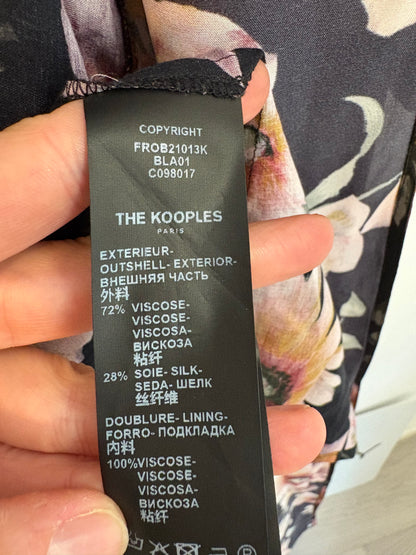 COPYRIGHT
FROB21013K
BLA01
C098017
THE KOOPLES
PARIS
EXTERIEUR-
OUTSHELL- EXTERIOR-
ВНЕШНЯЯ ЧАСТЬ
外料
72% VISCOSE-
VISCOSE-
VISCOSA-
ВИСКОЗА
粘纤
28% SOIE- SILK-
SEDA- ШЕЛК
丝纤维
DOUBLURE- LINING-
FORRO- ПОДКЛАДКА
内料
100%VISCOSE-
VISCOSE-
VISCOSA-
ВИСКОЗА
粘纤